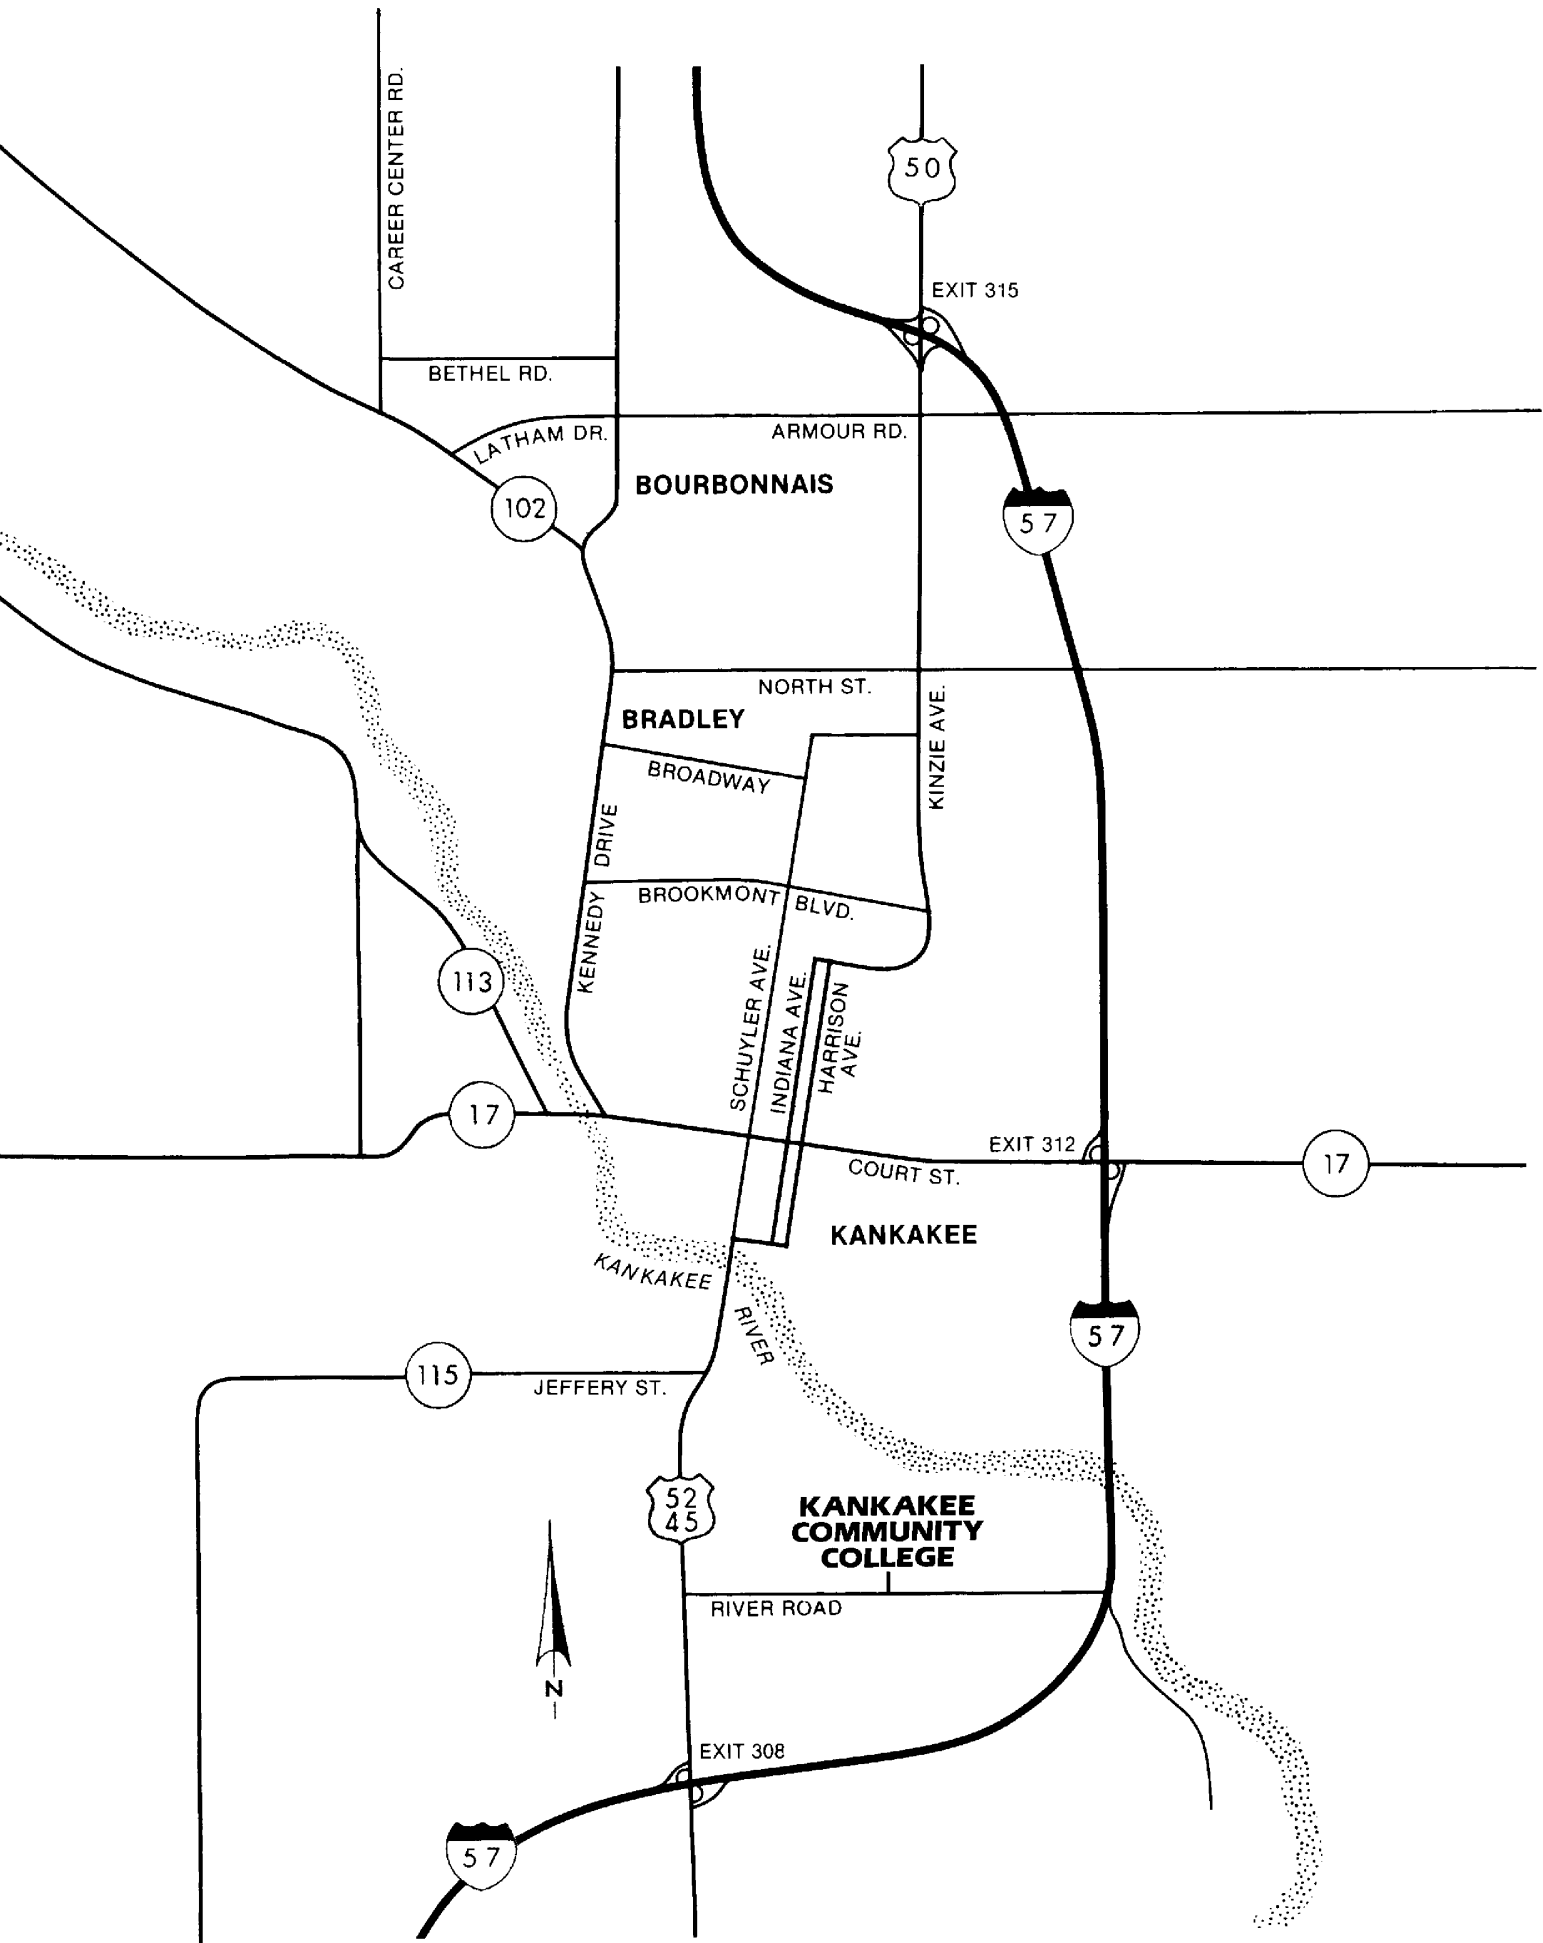 CAREER CENTER RD.
50
EXIT 315
BETHEL RD.
LATHAM DR.
ARMOUR RD.
BOURBONNAIS
102
57
NORTH ST.
BRADLEY
KINZIE AVE.
BROADWAY
KENNEDY DRIVE
BROOKMONT BLVD.
113
SCHUYLER AVE.
INDIANA AVE.
HARRISON
AVE.
17
EXIT 312
17
COURT ST.
KANKAKEE
KANKAKEE RIVER
57
115
JEFFERY ST.
52
45
KANKAKEE
COMMUNITY
COLLEGE
RIVER ROAD
N
EXIT 308
57